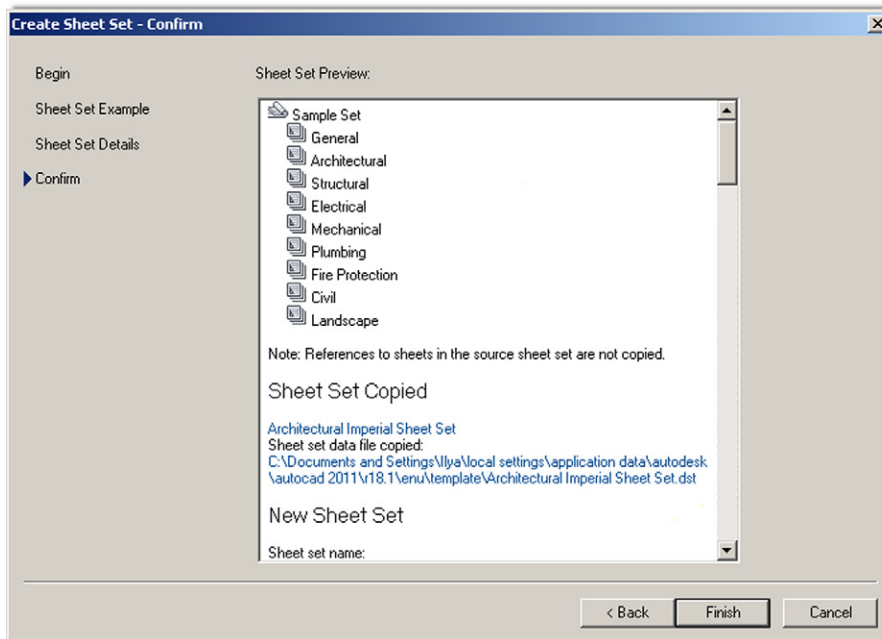 Create Sheet Set - Confirm
Begin
Sheet Set Example
Sheet Set Details
Confirm
Sheet Set Preview:
Sample Set
General
Architectural
Structural
Electrical
Mechanical
Plumbing
Fire Protection
Civil
Landscape
Note: References to sheets in the source sheet set are not copied.
Sheet Set Copied
Architectural Imperial Sheet Set
Sheet set data file copied:
C:\Documents and Settings\Ilya\local settings\application data\autodesk
\autocad 2011\r18.1\enu\template\Architectural Imperial Sheet Set.dst
New Sheet Set
Sheet set name:
< Back
Finish
Cancel